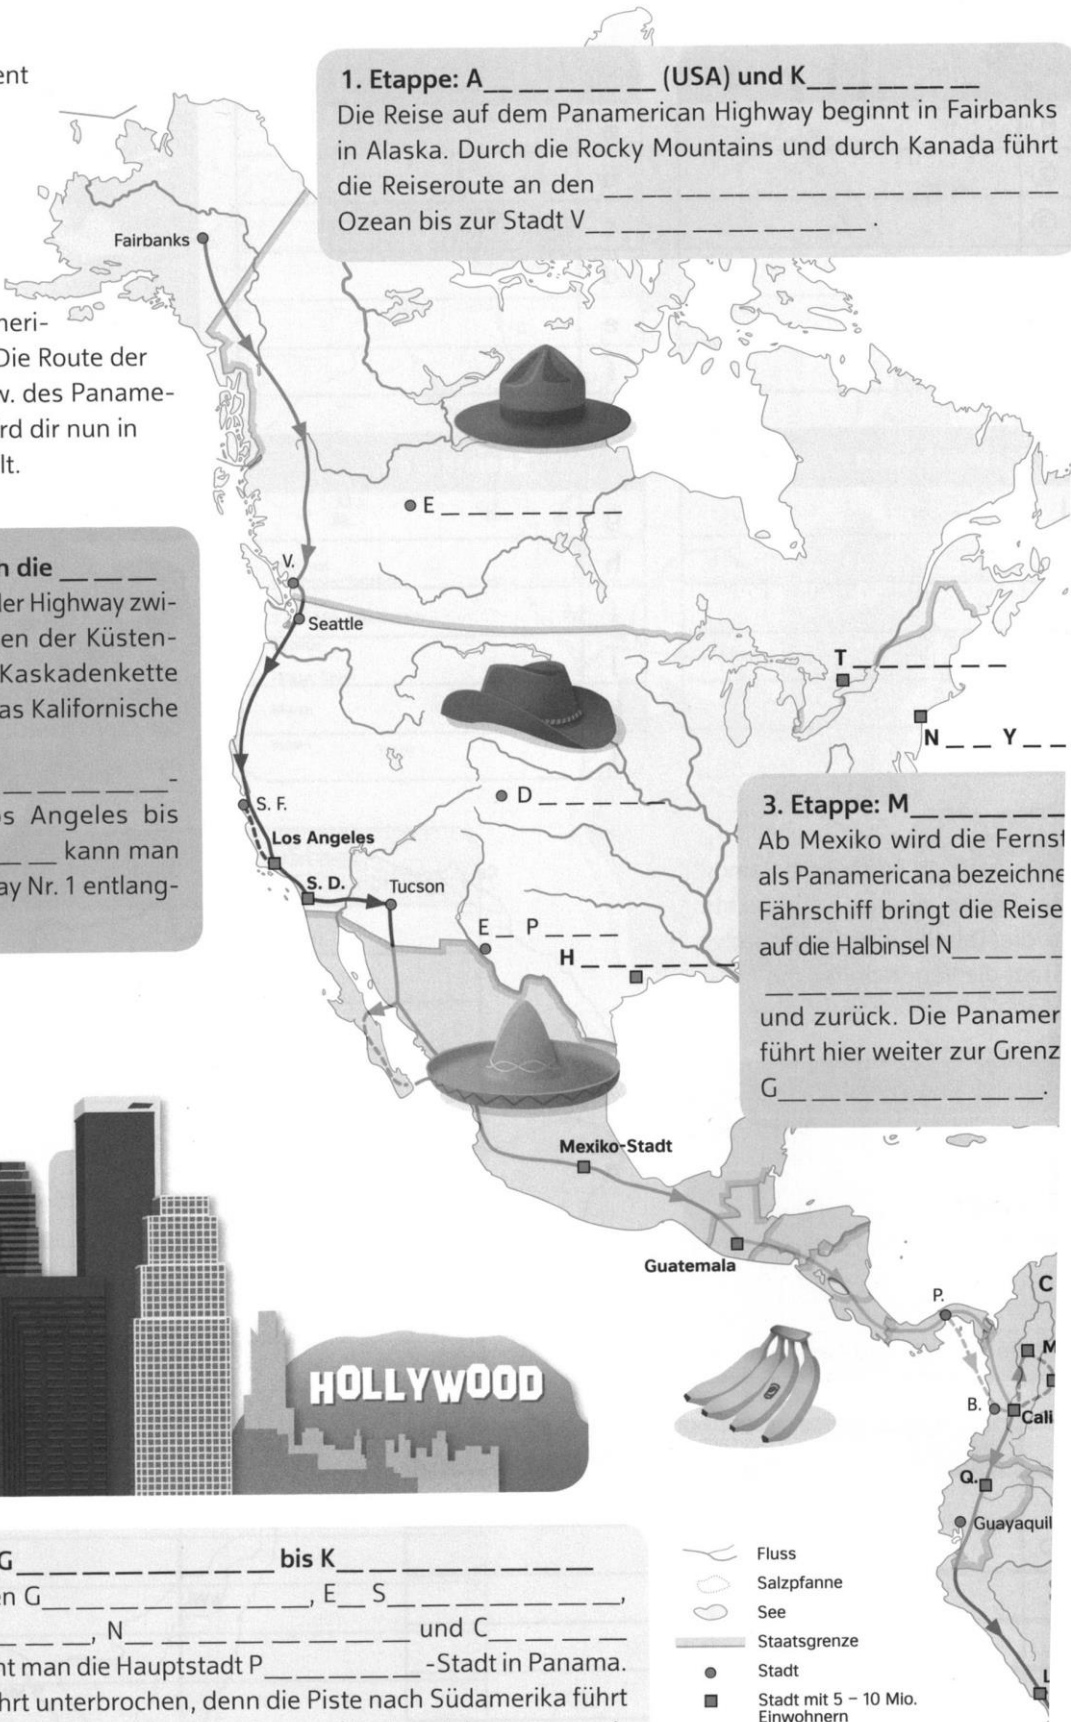 ent
1. Etappe: A__ __ __ __ __ (USA) und K__ __ __ __ __
Die Reise auf dem Panamerican Highway beginnt in Fairbanks
in Alaska. Durch die Rocky Mountains und durch Kanada führt
die Reiseroute an den __ __ __ __ __ __ __ __ __ __ __ __ __
Ozean bis zur Stadt V__ __ __ __ __ __ __ __ .
Fairbanks
neri-
Die Route der
w. des Paname-
rd dir nun in
lt.
E __ __ __ __ __ __ __
n die __ __ __
der Highway zwi-
en der Küsten-
Kaskadenkette
as Kalifornische
__ __ __ __ __ -
os Angeles bis
__ __ kann man
ay Nr. 1 entlang-
V.
Seattle
T __ __ __ __ __ __
N __ __ Y __ __
D __ __ __ __ __
S. F.
Los Angeles
S. D.
Tucson
E __ P __ __ __
H __ __ __ __ __ __
3. Etappe: M__ __ __ __ __
Ab Mexiko wird die Fernst
als Panamericana bezeichne
Fährschiff bringt die Reise
auf die Halbinsel N__ __ __ __
__ __ __ __ __ __ __ __ __
und zurück. Die Panamer
führt hier weiter zur Grenz
G__ __ __ __ __ __ __ __.
Mexiko-Stadt
Guatemala
P.
C
M
B.
Cali
Q.
Guayaquil
L
HOLLYWOOD
G__ __ __ __ __ __ __ __ bis K__ __ __ __ __ __ __ __
en G__ __ __ __ __ __ __ __, E__ S__ __ __ __ __ __ __,
__ __ __, N__ __ __ __ __ __ __ __ und C__ __ __ __
ht man die Hauptstadt P__ __ __ __ __ -Stadt in Panama.
hrt unterbrochen, denn die Piste nach Südamerika führt
Fluss
Salzpfanne
See
Staatsgrenze
Stadt
Stadt mit 5 – 10 Mio.
Einwohnern